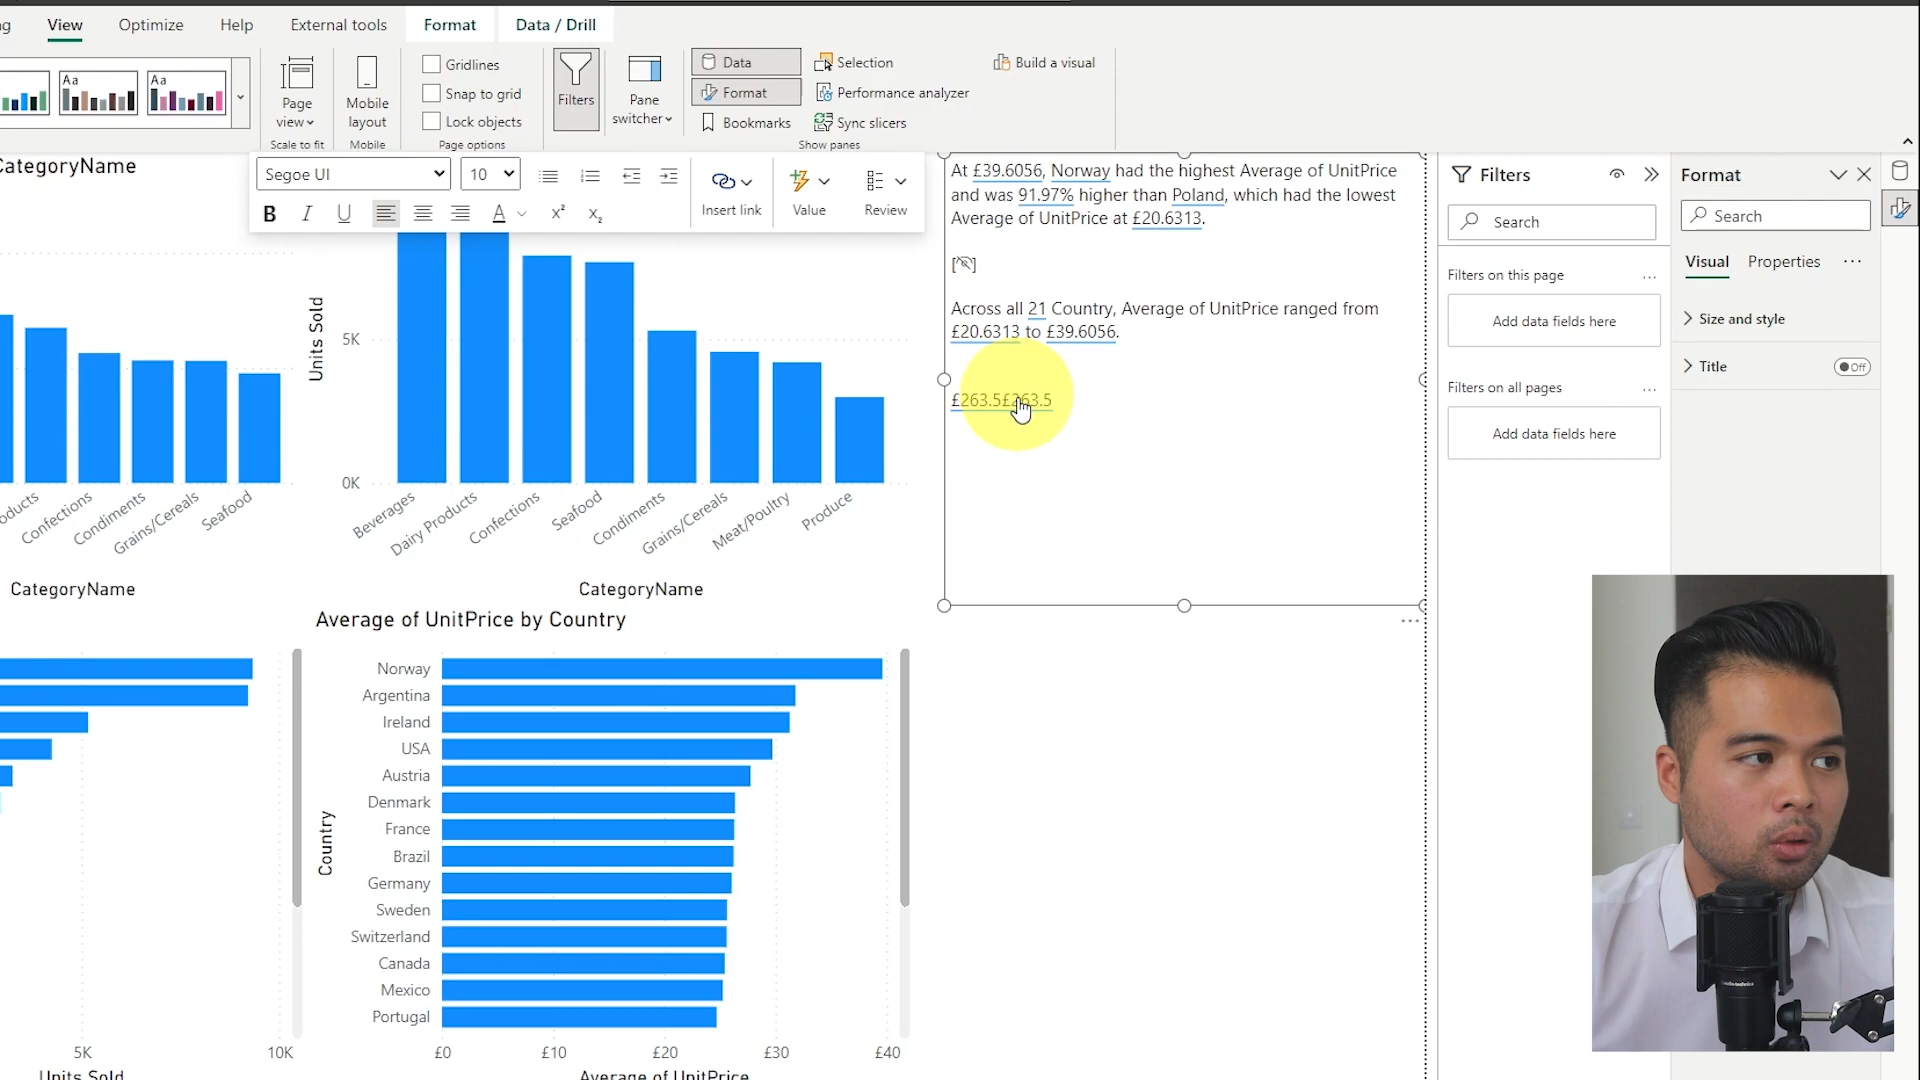 View
Optimize
Help
External tools
Format
Data / Drill
Aa
Aa
Page
view
Scale to fit
Mobile
layout
Mobile
Gridlines
Snap to grid
Lock objects
Page options
Filters
Pane
switcher
Data
Format
Bookmarks
Selection
Performance analyzer
Sync slicers
Show panes
Build a visual
CategoryName
Segoe UI
10
B I U A x² x₂
Insert link
Value
Review
At £39.6056, Norway had the highest Average of UnitPrice
and was 91.97% higher than Poland, which had the lowest
Average of UnitPrice at £20.6313.
Across all 21 Country, Average of UnitPrice ranged from
£20.6313 to £39.6056.
£263.5£263.5
Filters
Search
Filters on this page
...
Add data fields here
Filters on all pages
...
Add data fields here
Format
Search
Visual
Properties
...
Size and style
Title
Off
Confections
Condiments
Grains/Cereals
Seafood
CategoryName
Units Sold
5K
0K
Beverages
Dairy Products
Confections
Seafood
Condiments
Grains/Cereals
Meat/Poultry
Produce
CategoryName
...
5K
10K
Average of UnitPrice by Country
Country
Norway
Argentina
Ireland
USA
Austria
Denmark
France
Brazil
Germany
Sweden
Switzerland
Canada
Mexico
Portugal
£0
£10
£20
£30
£40
Units Sold
Average of UnitPrice